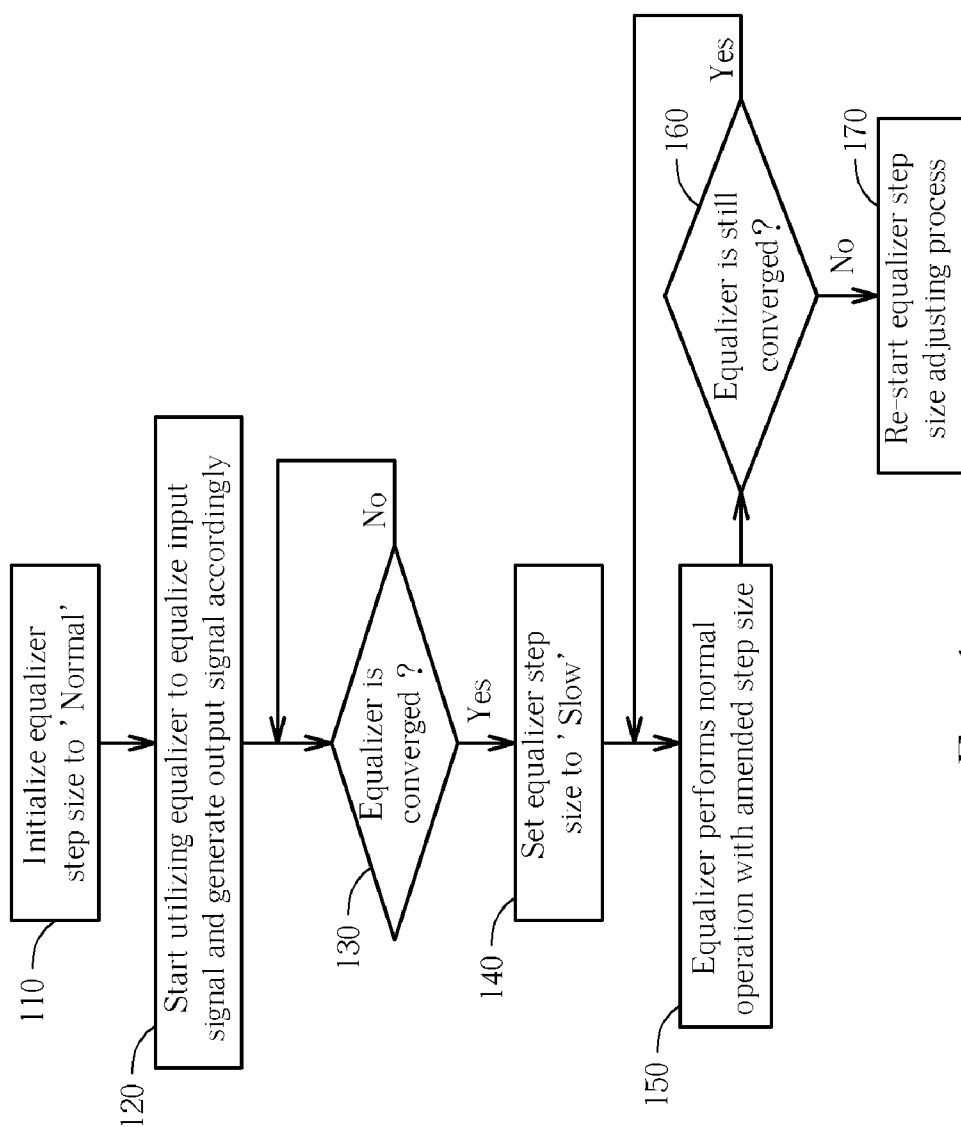 110
Initialize equalizer
step size to 'Normal'
120
Start utilizing equalizer to equalize input
signal and generate output signal accordingly
130
Equalizer is
converged ?
No
Yes
140
Set equalizer step
size to 'Slow'
150
Equalizer performs normal
operation with amended step size
160
Equalizer is still
converged?
Yes
No
170
Re-start equalizer step
size adjusting process